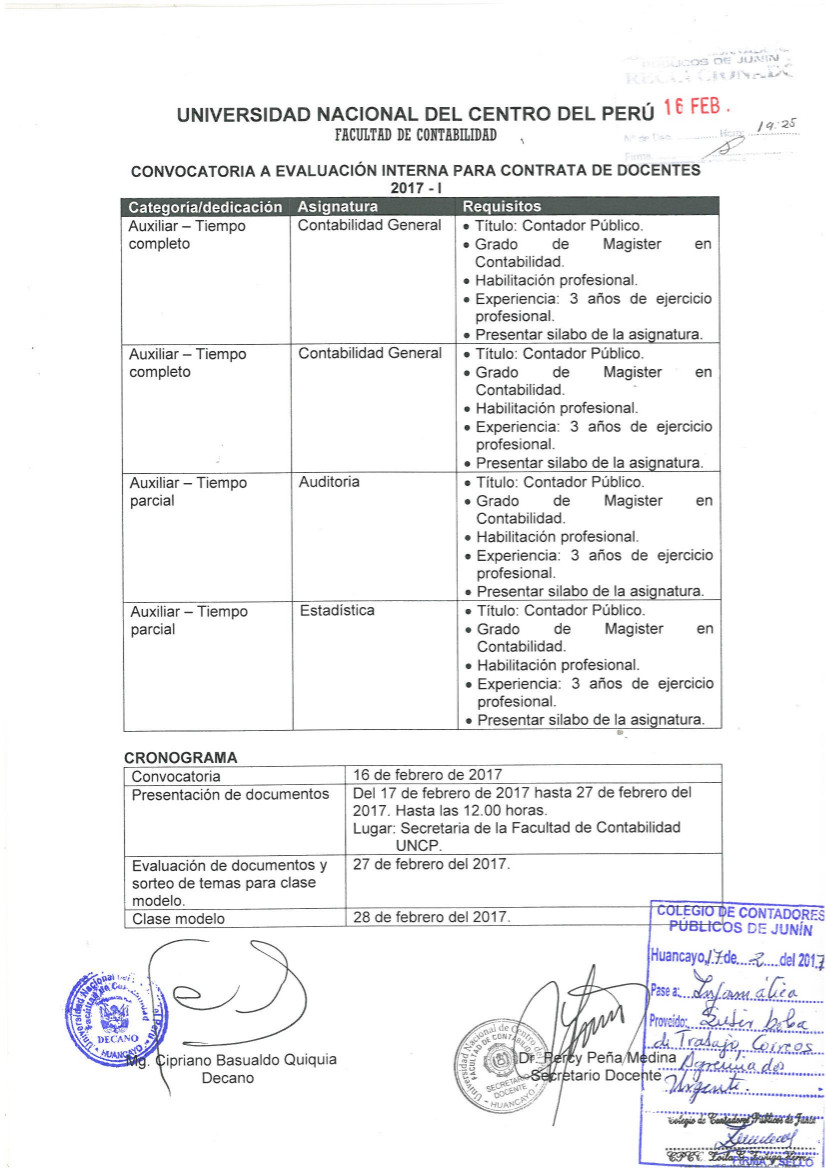 PÚBLICOS DE JUNÍN
RECEPCIONADO
UNIVERSIDAD NACIONAL DEL CENTRO DEL PERÚ 16 FEB.
FACULTAD DE CONTABILIDAD
Hora: 19:25
CONVOCATORIA A EVALUACIÓN INTERNA PARA CONTRATA DE DOCENTES
2017 - I
Categoría/dedicación Asignatura Requisitos
Auxiliar – Tiempo completo Contabilidad General • Título: Contador Público.
• Grado de Magister en
Contabilidad.
• Habilitación profesional.
• Experiencia: 3 años de ejercicio
profesional.
• Presentar silabo de la asignatura.
Auxiliar – Tiempo completo Contabilidad General • Título: Contador Público.
• Grado de Magister en
Contabilidad.
• Habilitación profesional.
• Experiencia: 3 años de ejercicio
profesional.
• Presentar silabo de la asignatura.
Auxiliar – Tiempo parcial Auditoria • Título: Contador Público.
• Grado de Magister en
Contabilidad.
• Habilitación profesional.
• Experiencia: 3 años de ejercicio
profesional.
• Presentar silabo de la asignatura.
Auxiliar – Tiempo parcial Estadística • Título: Contador Público.
• Grado de Magister en
Contabilidad.
• Habilitación profesional.
• Experiencia: 3 años de ejercicio
profesional.
• Presentar silabo de la asignatura.
CRONOGRAMA
Convocatoria 16 de febrero de 2017
Presentación de documentos Del 17 de febrero de 2017 hasta 27 de febrero del
2017. Hasta las 12.00 horas.
Lugar: Secretaria de la Facultad de Contabilidad
UNCP.
Evaluación de documentos y 27 de febrero del 2017.
sorteo de temas para clase
modelo.
Clase modelo 28 de febrero del 2017.
COLEGIO DE CONTADORES
PÚBLICOS DE JUNÍN
Huancayo, 17 de 2 del 2017
Pase a: Informática
Proveído:
de Trabajo, Correos
Agremiados
Urgente.
Colegio de Contadores Públicos de Junín
FIRMA Y SELLO
Universidad Nacional del Centro del Perú
Facultad de Contabilidad
DECANO
HUANCAYO
Mg. Cipriano Basualdo Quiquia
Decano
Universidad Nacional de Centro del
FACULTAD DE CONTABILIDAD
SECRETARIO
DOCENTE
HUANCAYO
Dr. Percy Peña Medina
Secretario Docente